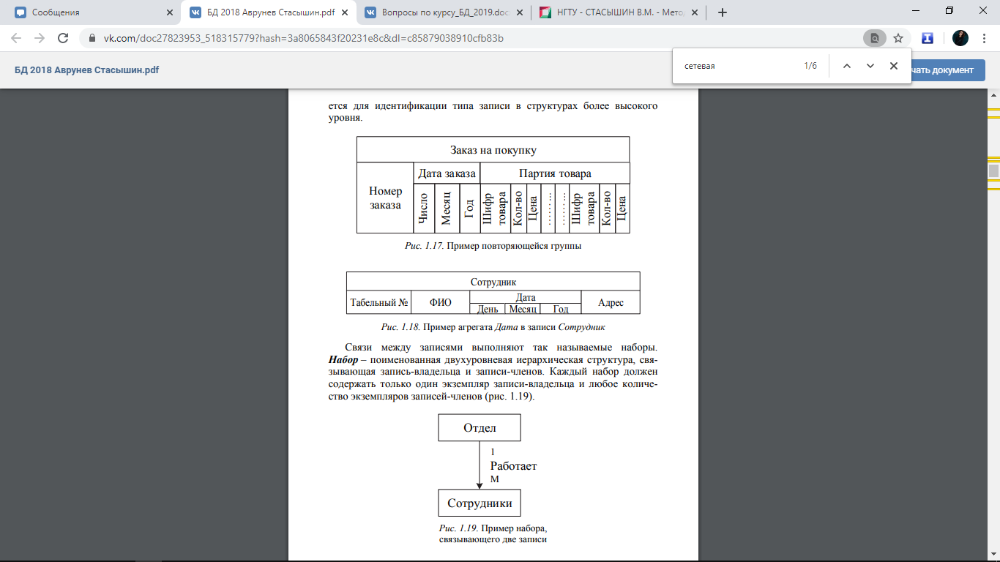 Сообщения
БД 2018 Аврунев Стасышин.pdf
Вопросы по курсу_БД_2019.doc
НГТУ - СТАСЫШИН В.М. - Мето
vk.com/doc27823953_518315779?hash=3a8065843f20231e8c&dl=c85879038910cfb83b
сетевая
1/6
БД 2018 Аврунев Стасышин.pdf
чать документ
ется для идентификации типа записи в структурах более высокого
уровня.
Заказ на покупку
Номер
заказа
Дата заказа
Партия товара
Число
Месяц
Год
Шифр
товара
Кол-во
Цена
.........
.........
Шифр
товара
Кол-во
Цена
Рис. 1.17. Пример повторяющейся группы
Сотрудник
Табельный №
ФИО
Дата
День
Месяц
Год
Адрес
Рис. 1.18. Пример агрегата Дата в записи Сотрудник
Связи между записями выполняют так называемые наборы.
Набор – поименованная двухуровневая иерархическая структура, свя-
зывающая запись-владельца и записи-членов. Каждый набор должен
содержать только один экземпляр записи-владельца и любое количе-
ство экземпляров записей-членов (рис. 1.19).
Отдел
1
Работает
М
Сотрудники
Рис. 1.19. Пример набора,
связывающего две записи